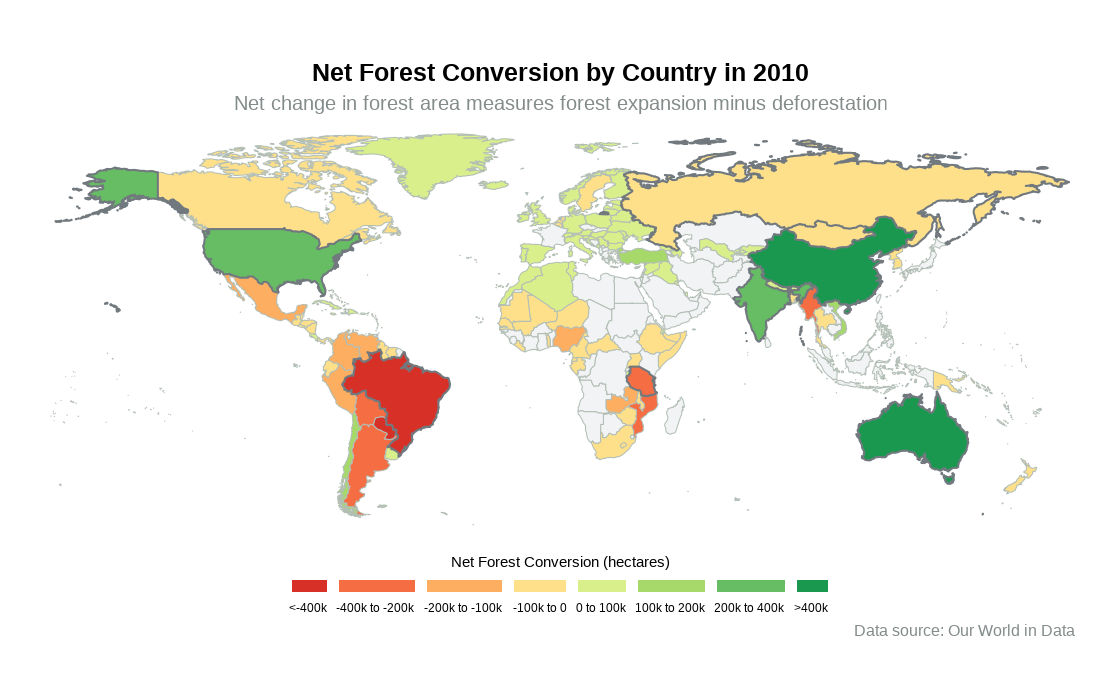 Net Forest Conversion by Country in 2010
Net change in forest area measures forest expansion minus deforestation
Net Forest Conversion (hectares)
<-400k -400k to -200k -200k to -100k -100k to 0 0 to 100k 100k to 200k 200k to 400k >400k
Data source: Our World in Data